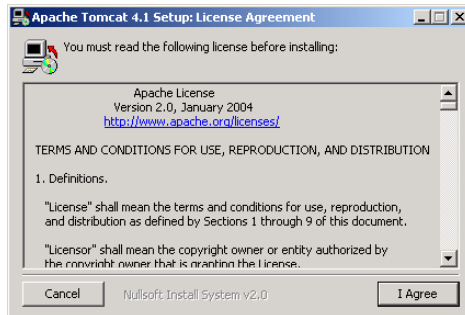 Apache Tomcat 4.1 Setup: License Agreement
You must read the following license before installing:
Apache License
Version 2.0, January 2004
http://www.apache.org/licenses/
TERMS AND CONDITIONS FOR USE, REPRODUCTION, AND DISTRIBUTION
1. Definitions.
"License" shall mean the terms and conditions for use, reproduction,
and distribution as defined by Sections 1 through 9 of this document.
"Licensor" shall mean the copyright owner or entity authorized by
the copyright owner that is granting the License.
Cancel
Nullsoft Install System v2.0
I Agree